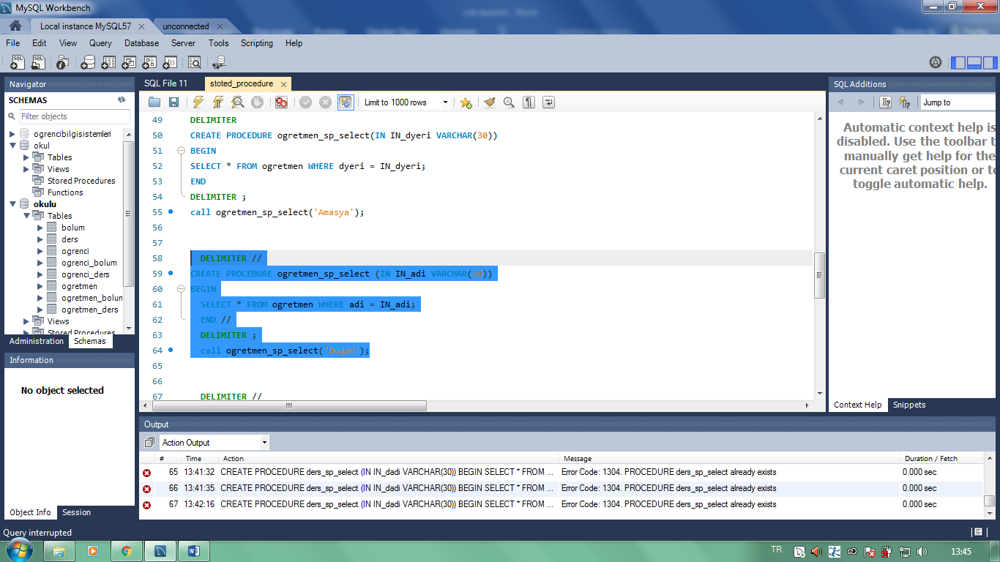 MySQL Workbench
Local instance MySQL57
unconnected
File Edit View Query Database Server Tools Scripting Help
Navigator
SCHEMAS
Filter objects
ogrencibilgisistemleri
okul
Tables
Views
Stored Procedures
Functions
okulu
Tables
bolum
ders
ogrenci
ogrenci_bolum
ogrenci_ders
ogretmen
ogretmen_bolun
ogretmen_ders
Views
Stored Procedures
Administration Schemas
Information
No object selected
Object Info Session
Query interrupted
SQL File 11 stoted_procedure
Limit to 1000 rows
49 DELIMITER
50 CREATE PROCEDURE ogretmen_sp_select(IN IN_dyeri VARCHAR(30))
51 BEGIN
52 SELECT * FROM ogretmen WHERE dyeri = IN_dyeri;
53 END
54 DELIMITER ;
55 call ogretmen_sp_select('Amasya');
56
57
58 DELIMITER //
59 CREATE PROCEDURE ogretmen_sp_select (IN IN_adi VARCHAR(30))
60 BEGIN
61 SELECT * FROM ogretmen WHERE adi = IN_adi;
62 END //
63 DELIMITER ;
64 call ogretmen_sp_select('Dogan');
65
66
67 DELIMITER //
SQL Additions
Jump to
Automatic context help is
disabled. Use the toolbar t
manually get help for the
current caret position or to
toggle automatic help.
Context Help Snippets
Output
Action Output
# Time Action Message Duration / Fetch
65 13:41:32 CREATE PROCEDURE ders_sp_select (IN IN_dadi VARCHAR(30)) BEGIN SELECT * FROM ... Error Code: 1304. PROCEDURE ders_sp_select already exists 0.000 sec
66 13:41:35 CREATE PROCEDURE ders_sp_select (IN IN_dadi VARCHAR(30)) BEGIN SELECT * FROM ... Error Code: 1304. PROCEDURE ders_sp_select already exists 0.000 sec
67 13:42:16 CREATE PROCEDURE ders_sp_select (IN IN_dadi VARCHAR(30)) BEGIN SELECT * FROM ... Error Code: 1304. PROCEDURE ders_sp_select already exists 0.000 sec
TR
13:45